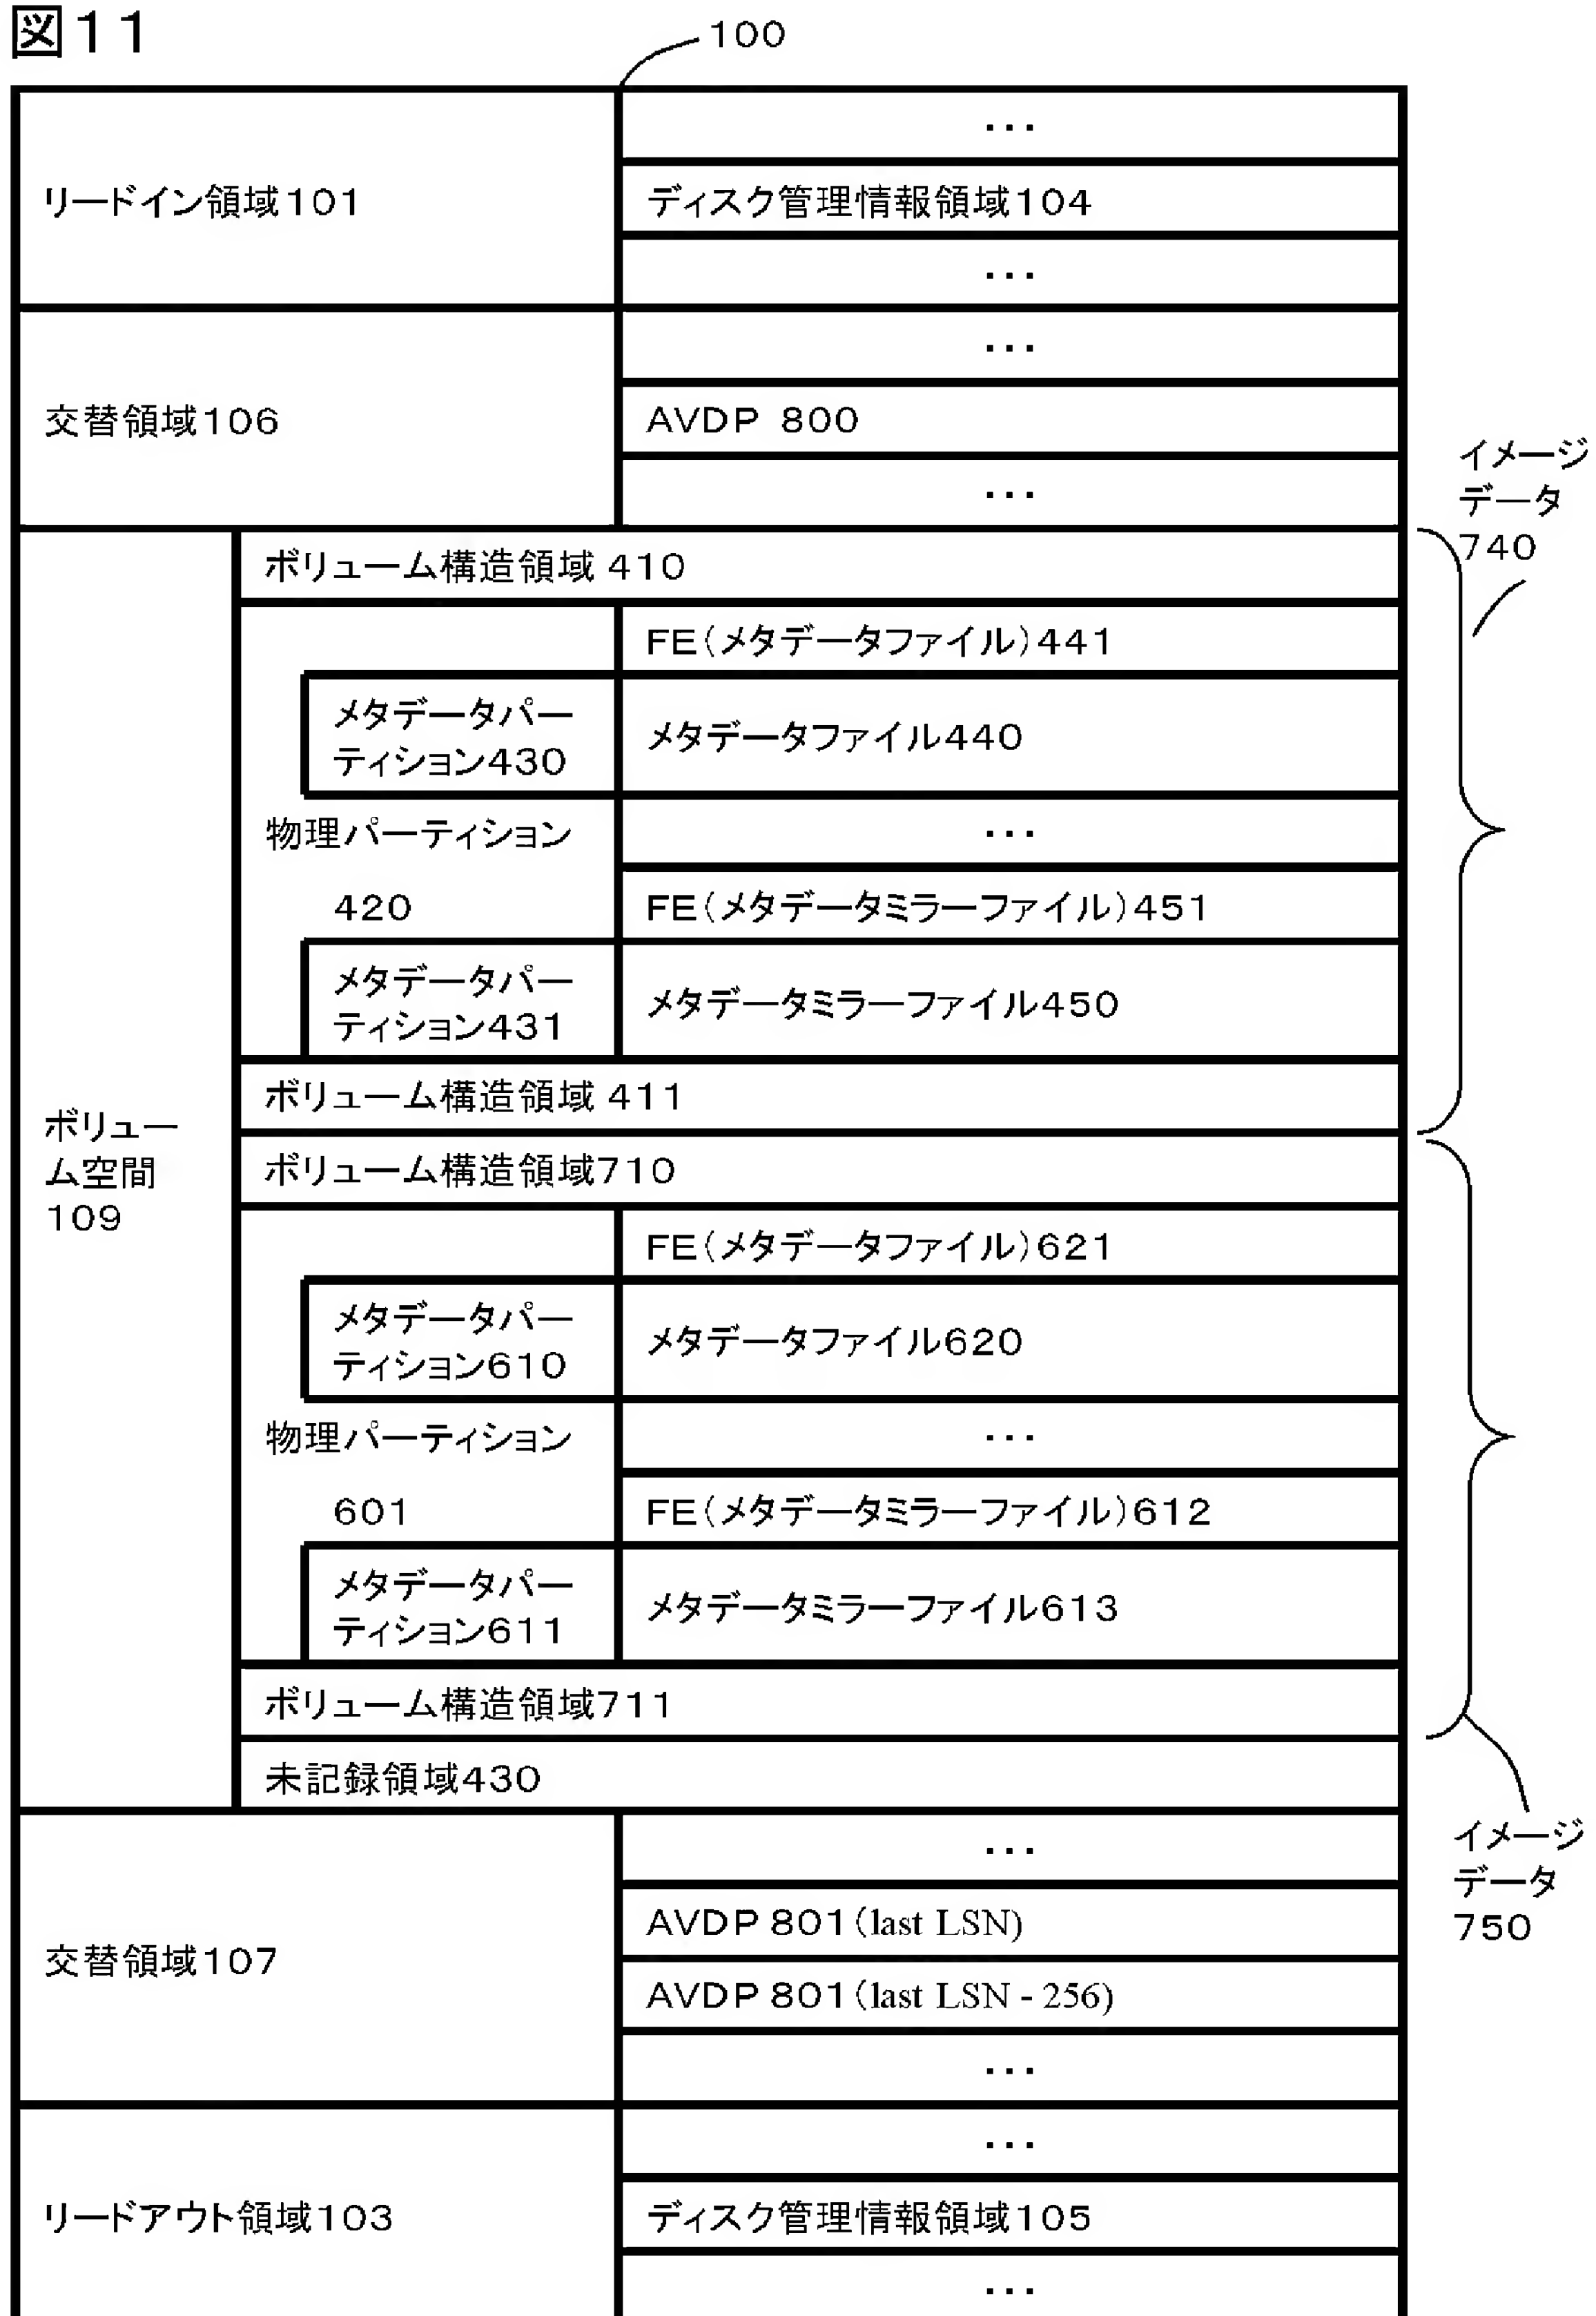 図11
100
・・・
リードイン領域101
ディスク管理情報領域104
・・・
・・・
交替領域106
AVDP 800
・・・
イメージ
データ
740
ボリューム構造領域 410
FE(メタデータファイル)441
メタデータパー
ティション430
メタデータファイル440
物理パーティション
・・・
420
FE(メタデータミラーファイル)451
メタデータパー
ティション431
メタデータミラーファイル450
ボリューム構造領域 411
ボリュー
ム空間
109
ボリューム構造領域710
FE(メタデータファイル)621
メタデータパー
ティション610
メタデータファイル620
物理パーティション
・・・
601
FE(メタデータミラーファイル)612
メタデータパー
ティション611
メタデータミラーファイル613
ボリューム構造領域711
未記録領域430
イメージ
データ
750
・・・
交替領域107
AVDP 801(last LSN)
AVDP 801(last LSN - 256)
・・・
・・・
リードアウト領域103
ディスク管理情報領域105
・・・